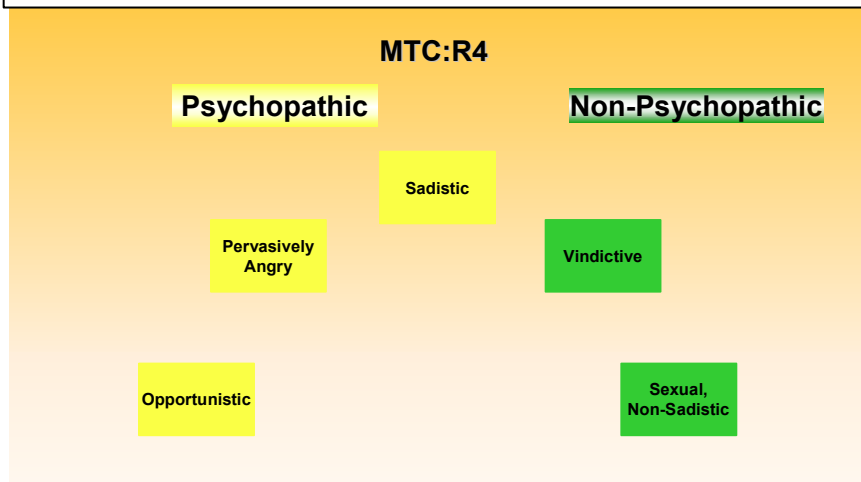 MTC:R4
Psychopathic
Non-Psychopathic
Sadistic
Pervasively
Angry
Vindictive
Opportunistic
Sexual,
Non-Sadistic